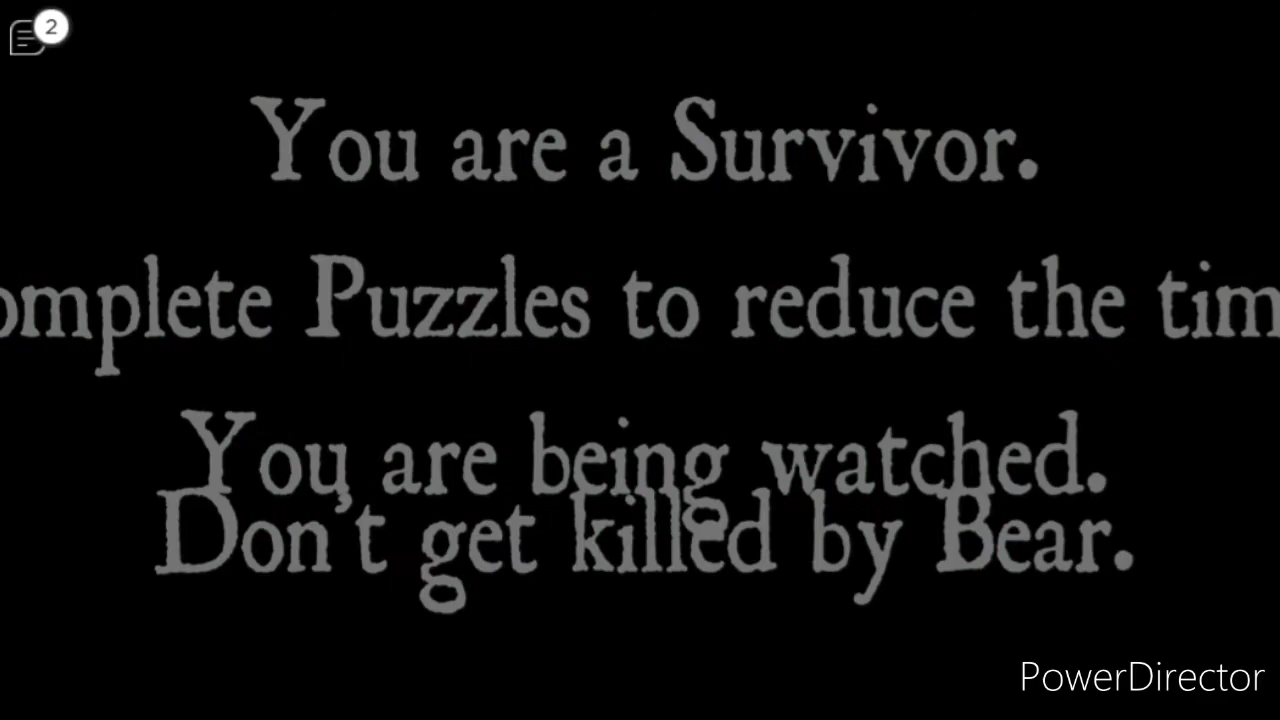 2
You are a Survivor.
omplete Puzzles to reduce the tim
You are being watched.
Don't get killed by Bear.
PowerDirector